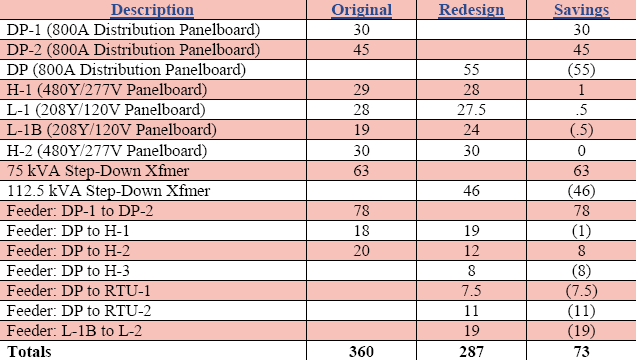 Description Original Redesign Savings
DP-1 (800A Distribution Panelboard) 30 30
DP-2 (800A Distribution Panelboard) 45 45
DP (800A Distribution Panelboard) 55 (55)
H-1 (480Y/277V Panelboard) 29 28 1
L-1 (208Y/120V Panelboard) 28 27.5 .5
L-1B (208Y/120V Panelboard) 19 24 (.5)
H-2 (480Y/277V Panelboard) 30 30 0
75 kVA Step-Down Xfmer 63 63
112.5 kVA Step-Down Xfmer 46 (46)
Feeder: DP-1 to DP-2 78 78
Feeder: DP to H-1 18 19 (1)
Feeder: DP to H-2 20 12 8
Feeder: DP to H-3 8 (8)
Feeder: DP to RTU-1 7.5 (7.5)
Feeder: DP to RTU-2 11 (11)
Feeder: L-1B to L-2 19 (19)
Totals 360 287 73